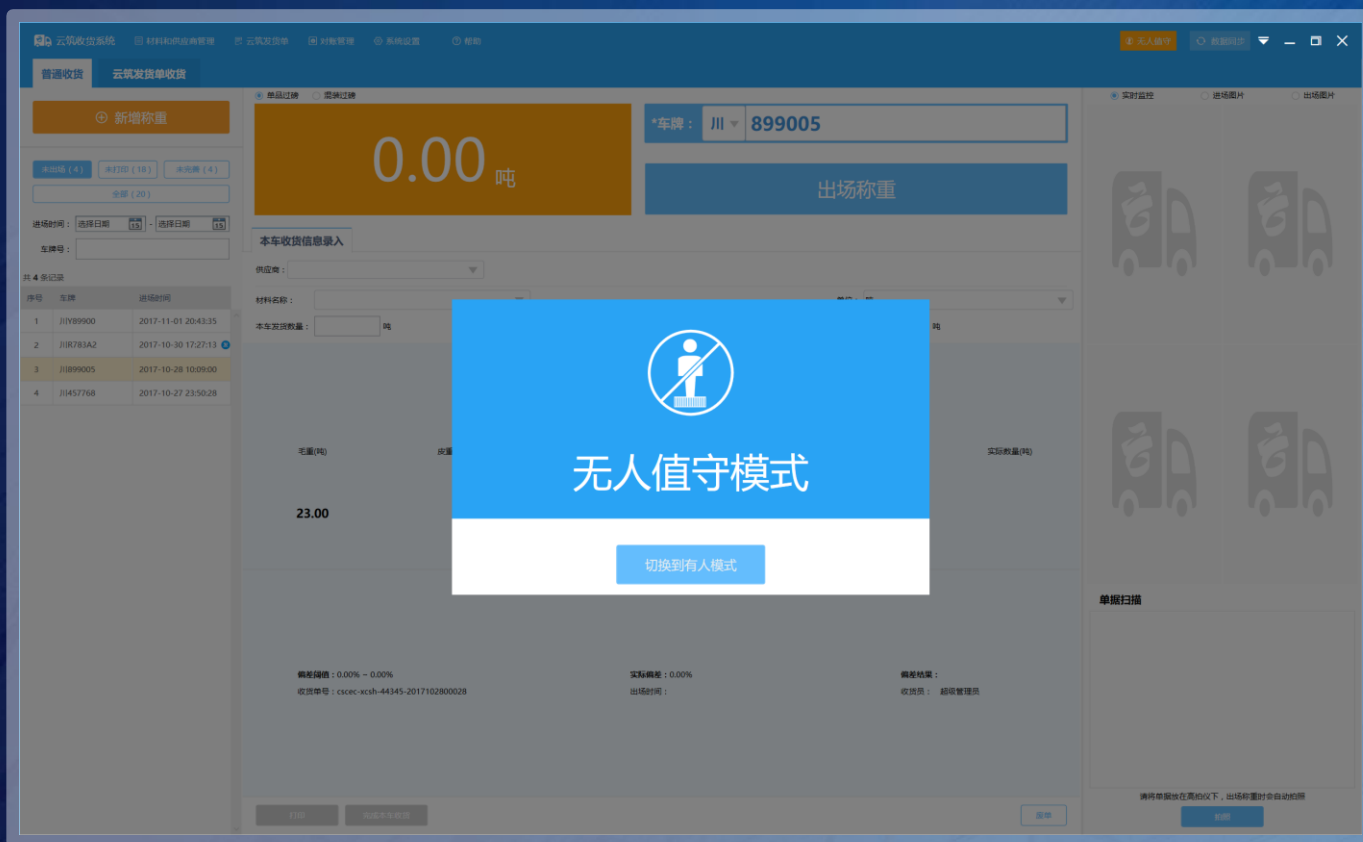 云筑收货系统 材料和供应商管理 云筑发货单 对账管理 系统设置 帮助 无人值守 数据同步
普通收货 云筑发货单收货
新增称重
未出场 ( 4 ) 未打印 ( 18 ) 未完善 ( 4 )
全部 ( 20 )
进场时间： 选择日期 15 - 选择日期 15
车牌号：
共 4 条记录
序号 车牌 进场时间
1 川Y89900 2017-11-01 20:43:35
2 川R783A2 2017-10-30 17:27:13
3 川899005 2017-10-28 10:09:00
4 川457768 2017-10-27 23:50:28
单品过磅 混装过磅
0.00 吨
*车牌： 川 899005
出场称重
本车收货信息录入
供应商：
材料名称：
本车发货数量： 吨 吨
毛重(吨) 皮重 实际数量(吨)
23.00
无人值守模式
切换到有人模式
偏差阈值：0.00% ~ 0.00% 实际偏差：0.00% 偏差结果：
收货单号：cscec-xcsh-44345-2017102800028 出场时间： 收货员： 超级管理员
打印 完成本车收货
实时监控 进场图片 出场图片
单据扫描
请将单据放在高拍仪下，出场称重时会自动拍照
拍照